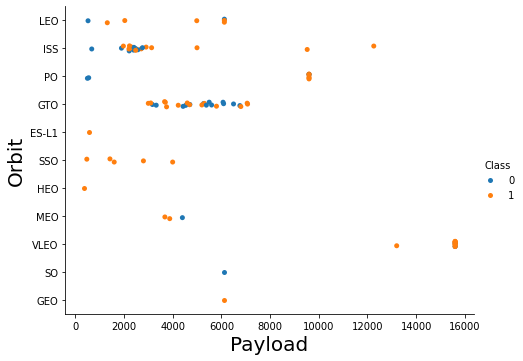 LEO
ISS
PO
GTO
ES-L1
SSO
HEO
MEO
VLEO
SO
GEO
Orbit
0 2000 4000 6000 8000 10000 12000 14000 16000
Payload
Class
0
1